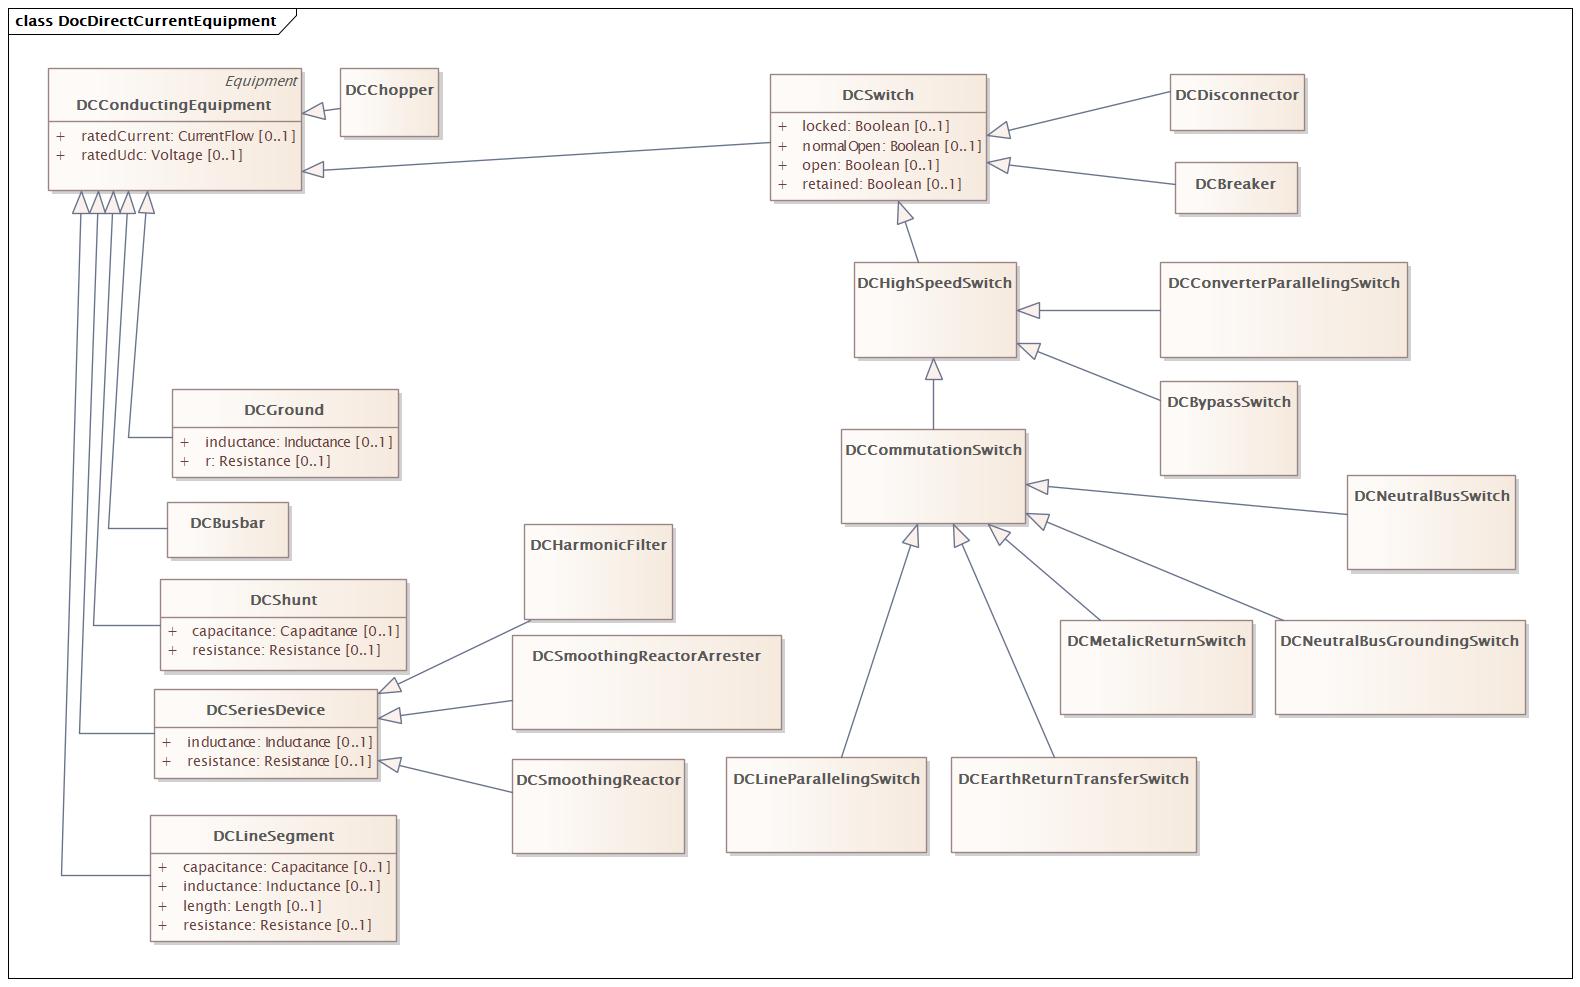 class DocDirectCurrentEquipment
Equipment
DCConductingEquipment
+ ratedCurrent: CurrentFlow [0..1]
+ ratedUdc: Voltage [0..1]
DCChopper
DCSwitch
+ locked: Boolean [0..1]
+ normalOpen: Boolean [0..1]
+ open: Boolean [0..1]
+ retained: Boolean [0..1]
DCDisconnector
DCBreaker
DCHighSpeedSwitch
DCConverterParallelingSwitch
DCBypassSwitch
DCCommutationSwitch
DCNeutralBusSwitch
DCGround
+ inductance: Inductance [0..1]
+ r: Resistance [0..1]
DCBusbar
DCHarmonicFilter
DCShunt
+ capacitance: Capacitance [0..1]
+ resistance: Resistance [0..1]
DCSmoothingReactorArrester
DCMetalicReturnSwitch
DCNeutralBusGroundingSwitch
DCSeriesDevice
+ inductance: Inductance [0..1]
+ resistance: Resistance [0..1]
DCSmoothingReactor
DCLineParallelingSwitch
DCEarthReturnTransferSwitch
DCLineSegment
+ capacitance: Capacitance [0..1]
+ inductance: Inductance [0..1]
+ length: Length [0..1]
+ resistance: Resistance [0..1]